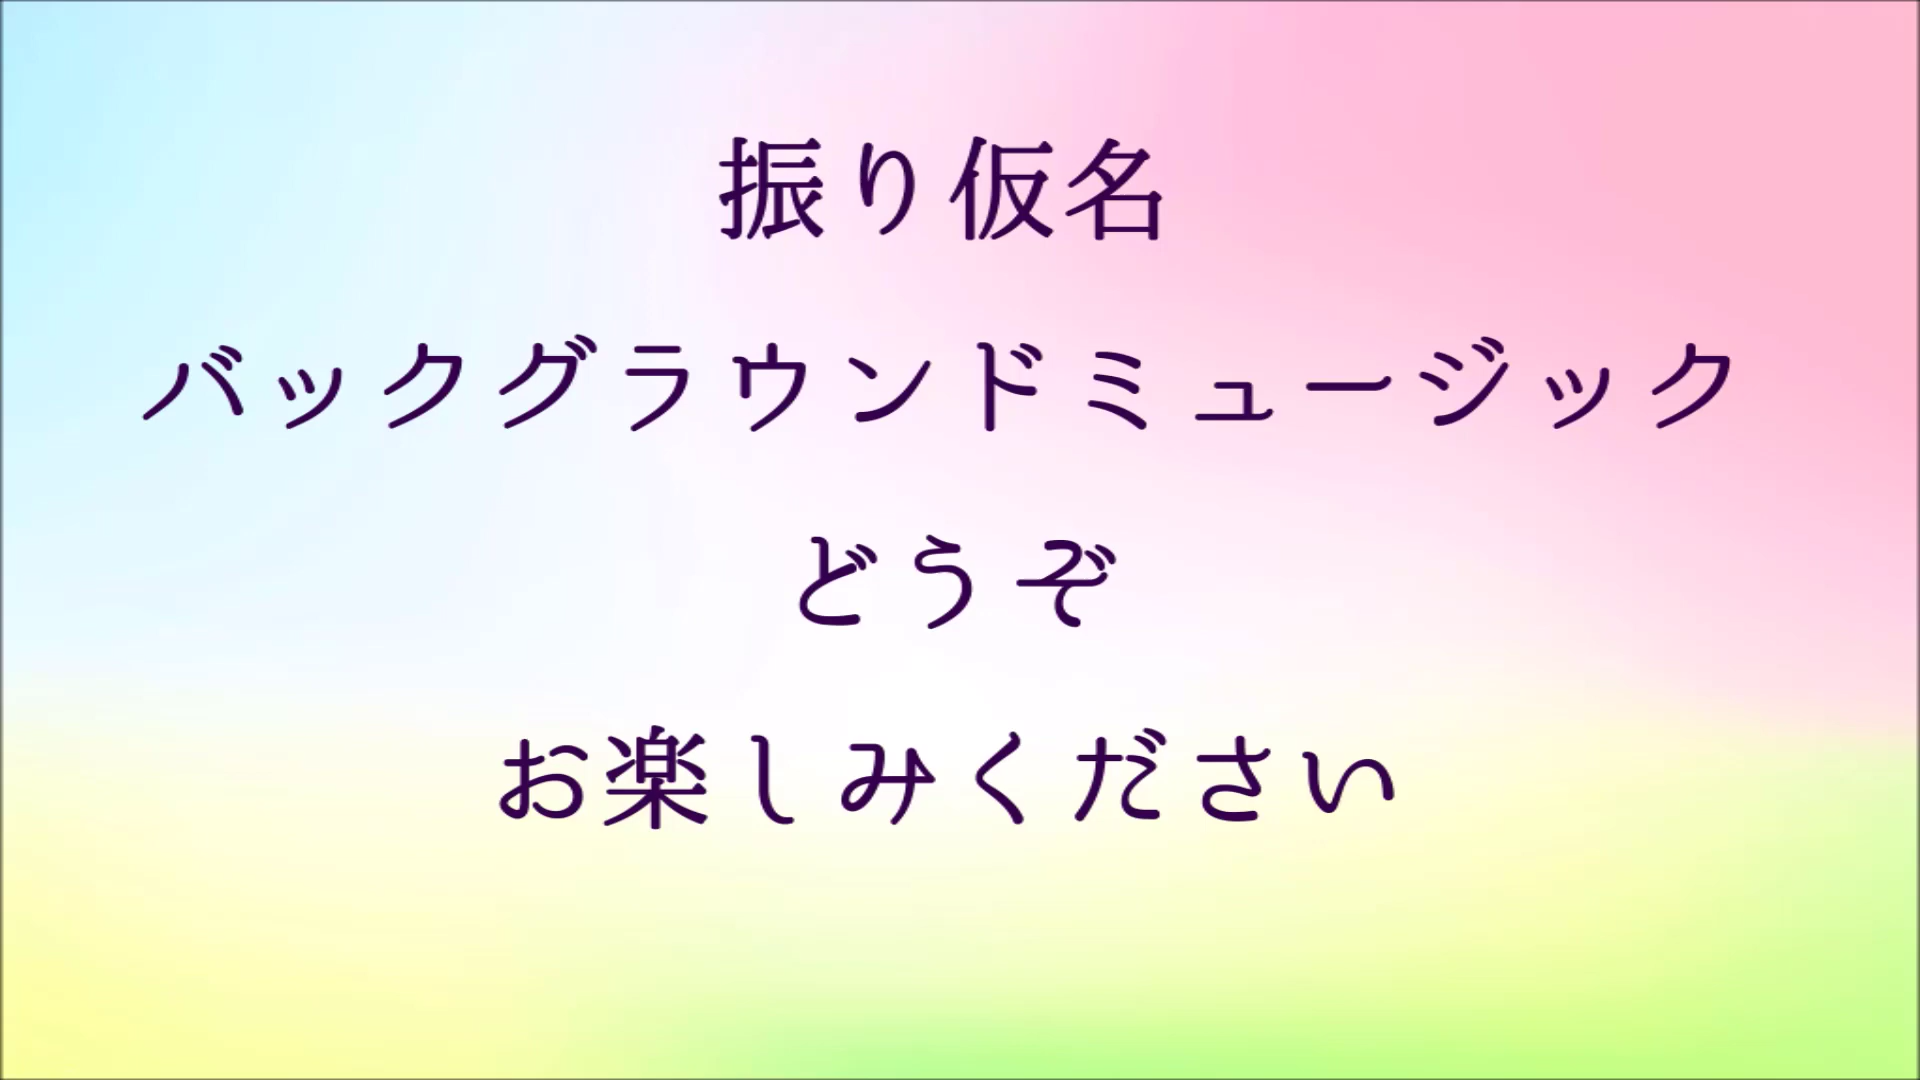 振り仮名
バックグラウンドミュージック
どうぞ
お楽しみください